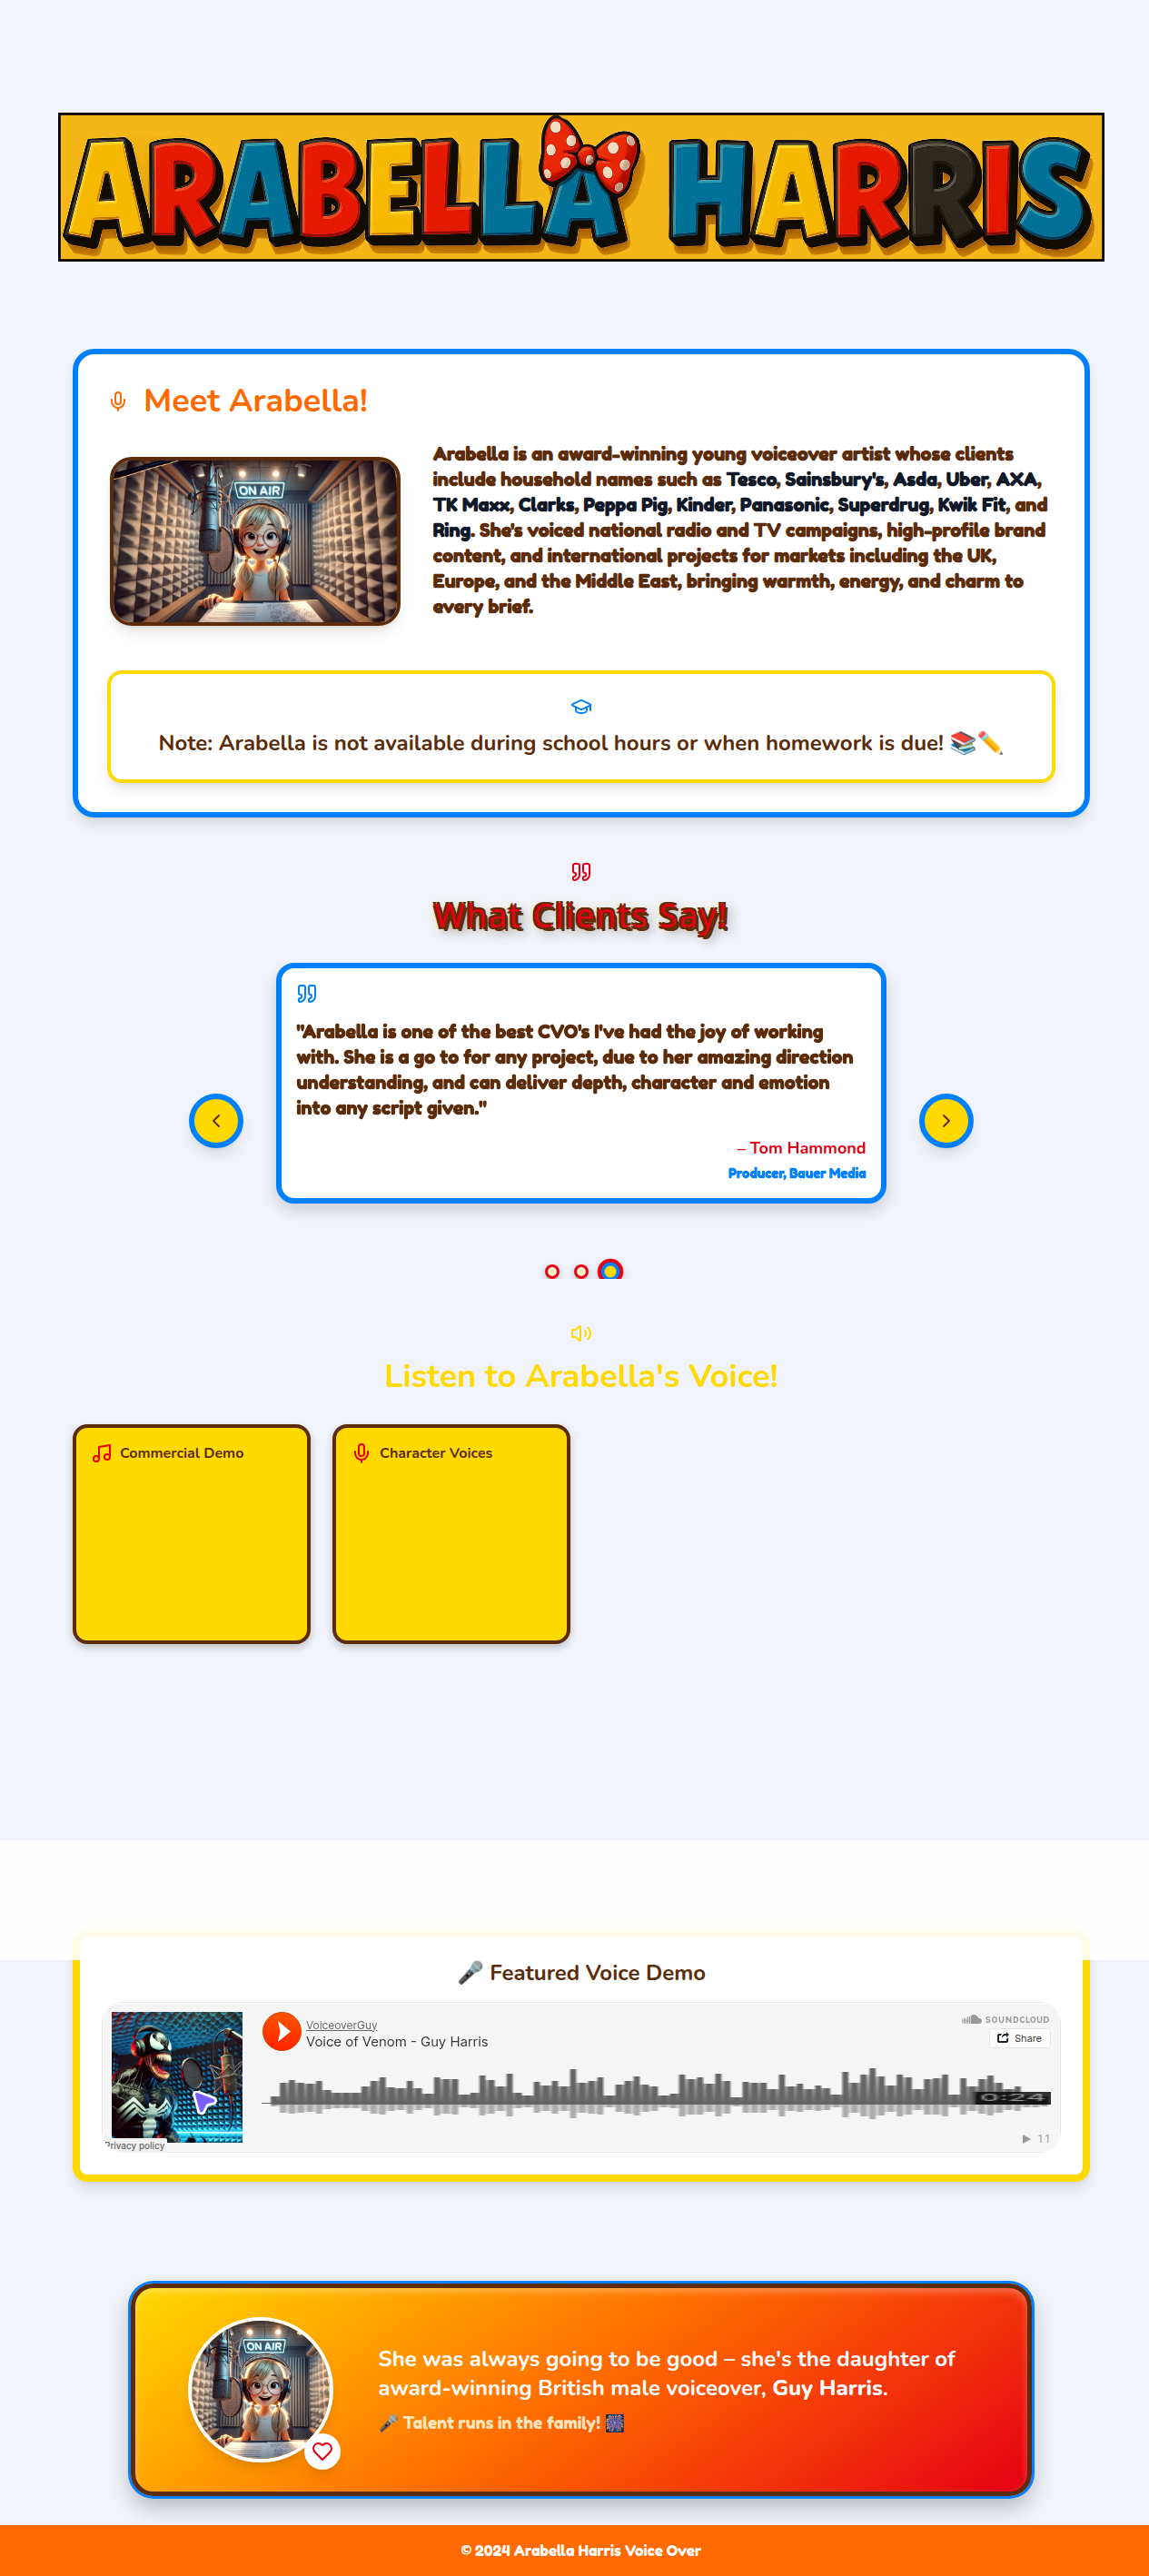 ARABELLA HARRIS
Meet Arabella!
ON AIR
Arabella is an award-winning young voiceover artist whose clients
include household names such as Tesco, Sainsbury's, Asda, Uber, AXA,
TK Maxx, Clarks, Peppa Pig, Kinder, Panasonic, Superdrug, Kwik Fit, and
Ring. She's voiced national radio and TV campaigns, high-profile brand
content, and international projects for markets including the UK,
Europe, and the Middle East, bringing warmth, energy, and charm to
every brief.
Note: Arabella is not available during school hours or when homework is due! 📚✏️
What Clients Say!
"Arabella is one of the best CVO's I've had the joy of working
with. She is a go to for any project, due to her amazing direction
understanding, and can deliver depth, character and emotion
into any script given."
– Tom Hammond
Producer, Bauer Media
Listen to Arabella's Voice!
Commercial Demo
Character Voices
🎤 Featured Voice Demo
VoiceoverGuy
Voice of Venom - Guy Harris
SOUNDCLOUD
Share
0:24
Privacy policy
11
ON AIR
She was always going to be good – she's the daughter of
award-winning British male voiceover, Guy Harris.
🎤 Talent runs in the family! 🎆
© 2024 Arabella Harris Voice Over